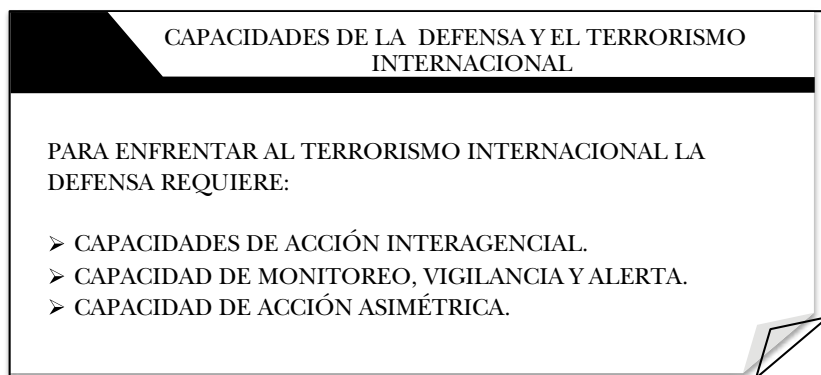 CAPACIDADES DE LA DEFENSA Y EL TERRORISMO
INTERNACIONAL
PARA ENFRENTAR AL TERRORISMO INTERNACIONAL LA
DEFENSA REQUIERE:
➢ CAPACIDADES DE ACCIÓN INTERAGENCIAL.
➢ CAPACIDAD DE MONITOREO, VIGILANCIA Y ALERTA.
➢ CAPACIDAD DE ACCIÓN ASIMÉTRICA.